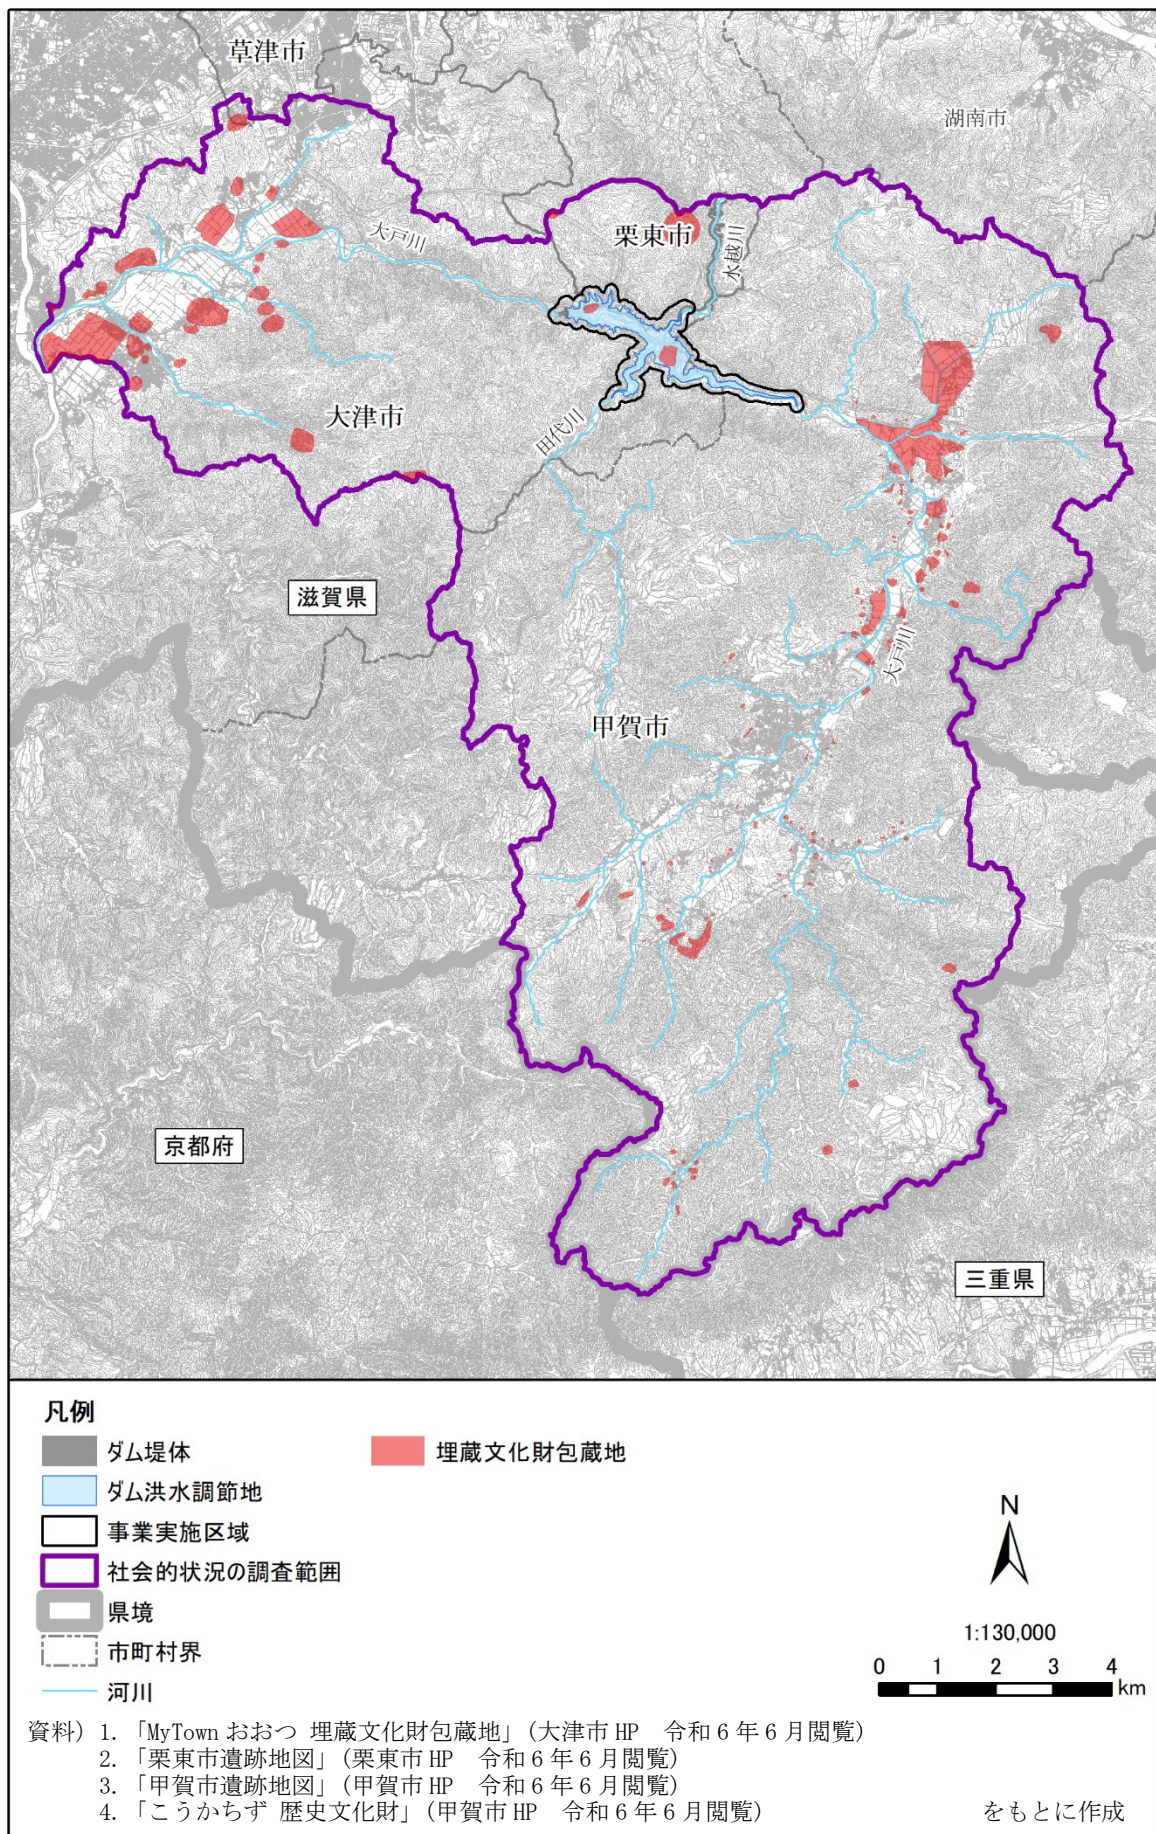 草津市
湖南市
栗東市
大戸川
水越川
大津市
田代川
滋賀県
大戸川
甲賀市
京都府
三重県
凡例
ダム堤体
埋蔵文化財包蔵地
ダム洪水調節地
事業実施区域
社会的状況の調査範囲
県境
市町村界
河川
N
1:130,000
0 1 2 3 4
km
資料）1.「MyTown おおつ 埋蔵文化財包蔵地」（大津市 HP 令和 6 年 6 月閲覧）
2.「栗東市遺跡地図」（栗東市 HP 令和 6 年 6 月閲覧）
3.「甲賀市遺跡地図」（甲賀市 HP 令和 6 年 6 月閲覧）
4.「こうかちず 歴史文化財」（甲賀市 HP 令和 6 年 6 月閲覧） をもとに作成